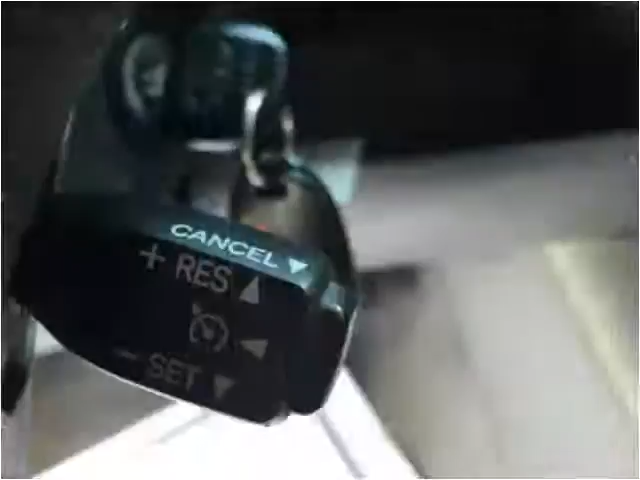 CANCEL ▼
+ RES ▲
◀
- SET ▼